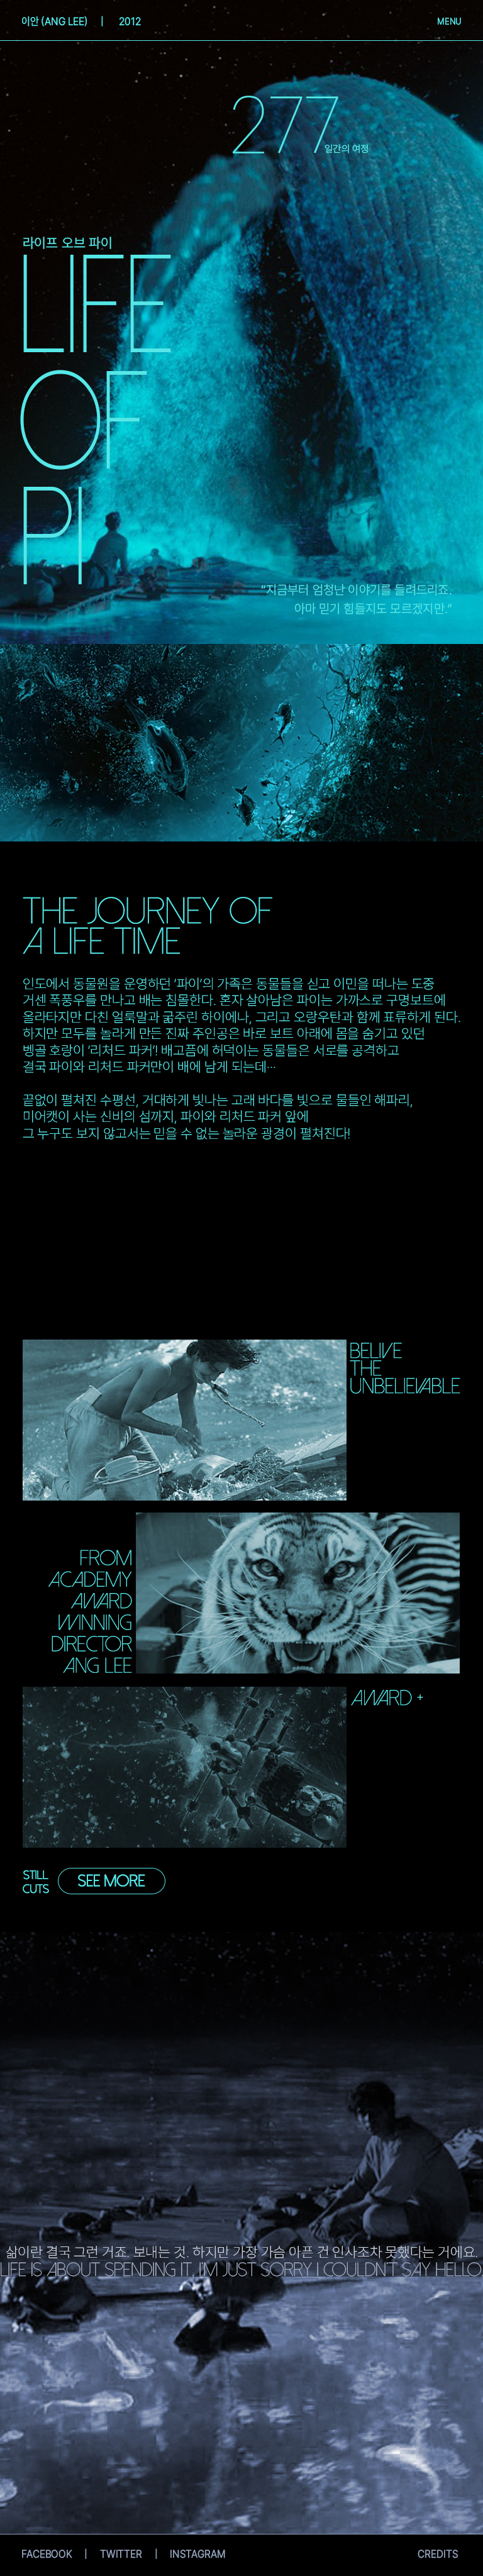 이안 (ANG LEE) | 2012
MENU
277
일간의 여정
라이프 오브 파이
LIFE
OF
PI
“지금부터 엄청난 이야기를 들려드리죠.
아마 믿기 힘들지도 모르겠지만.”
THE JOURNEY OF
A LIFE TIME
인도에서 동물원을 운영하던 ‘파이’의 가족은 동물들을 싣고 이민을 떠나는 도중
거센 폭풍우를 만나고 배는 침몰한다. 혼자 살아남은 파이는 가까스로 구명보트에
올라타지만 다친 얼룩말과 굶주린 하이에나, 그리고 오랑우탄과 함께 표류하게 된다.
하지만 모두를 놀라게 만든 진짜 주인공은 바로 보트 아래에 몸을 숨기고 있던
벵골 호랑이 ‘리처드 파커’! 배고픔에 허덕이는 동물들은 서로를 공격하고
결국 파이와 리처드 파커만이 배에 남게 되는데…
끝없이 펼쳐진 수평선, 거대하게 빛나는 고래 바다를 빛으로 물들인 해파리,
미어캣이 사는 신비의 섬까지, 파이와 리처드 파커 앞에
그 누구도 보지 않고서는 믿을 수 없는 놀라운 광경이 펼쳐진다!
BELIVE
THE
UNBELIEVABLE
FROM
ACADEMY
AWARD
WINNING
DIRECTOR
ANG LEE
AWARD +
STILL
CUTS
SEE MORE
삶이란 결국 그런 거죠. 보내는 것. 하지만 가장 가슴 아픈 건 인사조차 못했다는 거에요.
LIFE IS ABOUT SPENDING IT. I'M JUST SORRY I COULDN'T SAY HELLO
FACEBOOK | TWITTER | INSTAGRAM
CREDITS